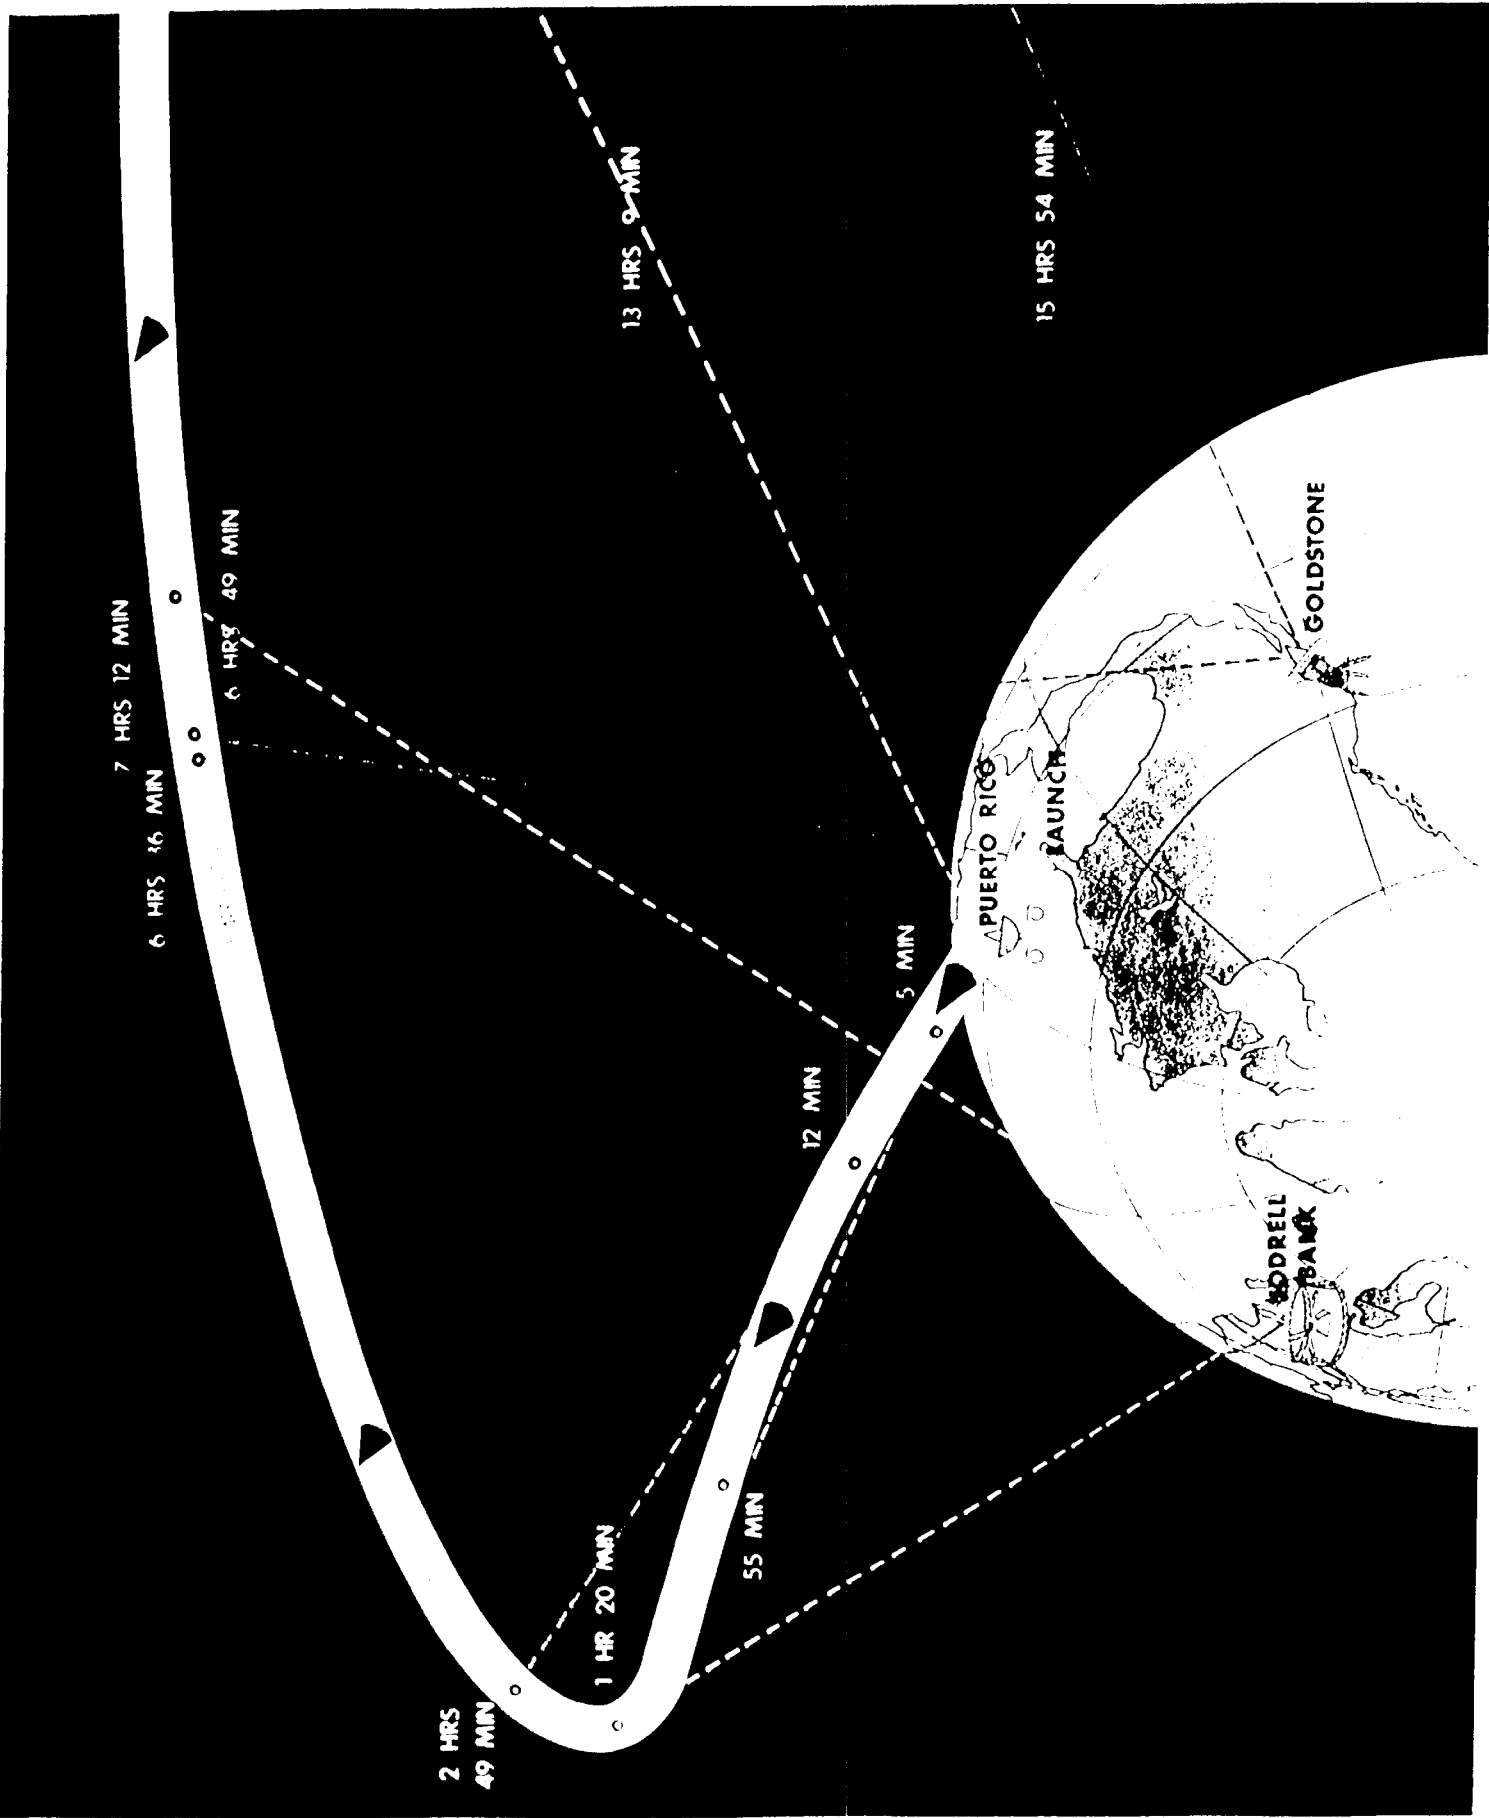 7 HRS 12 MIN
6 HRS 36 MIN
6 HRS 49 MIN
2 HRS
49 MIN
1 HR 20 MIN
13 HRS 9 MIN
55 MIN
12 MIN
5 MIN
PUERTO RICO
15 HRS 54 MIN
LAUNCH
JODRELL
BANK
GOLDSTONE